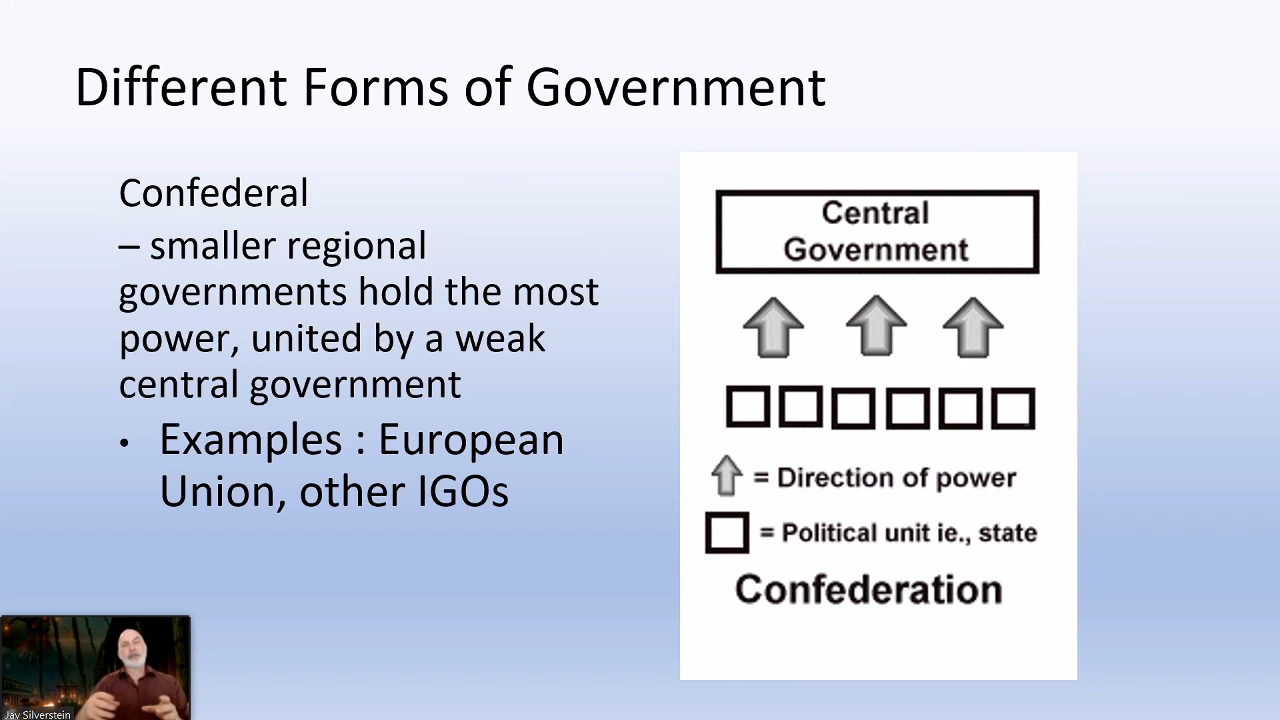 Different Forms of Government
Confederal
– smaller regional
governments hold the most
power, united by a weak
central government
• Examples : European
Union, other IGOs
Central
Government
= Direction of power
= Political unit ie., state
Confederation
Jay Silverstein